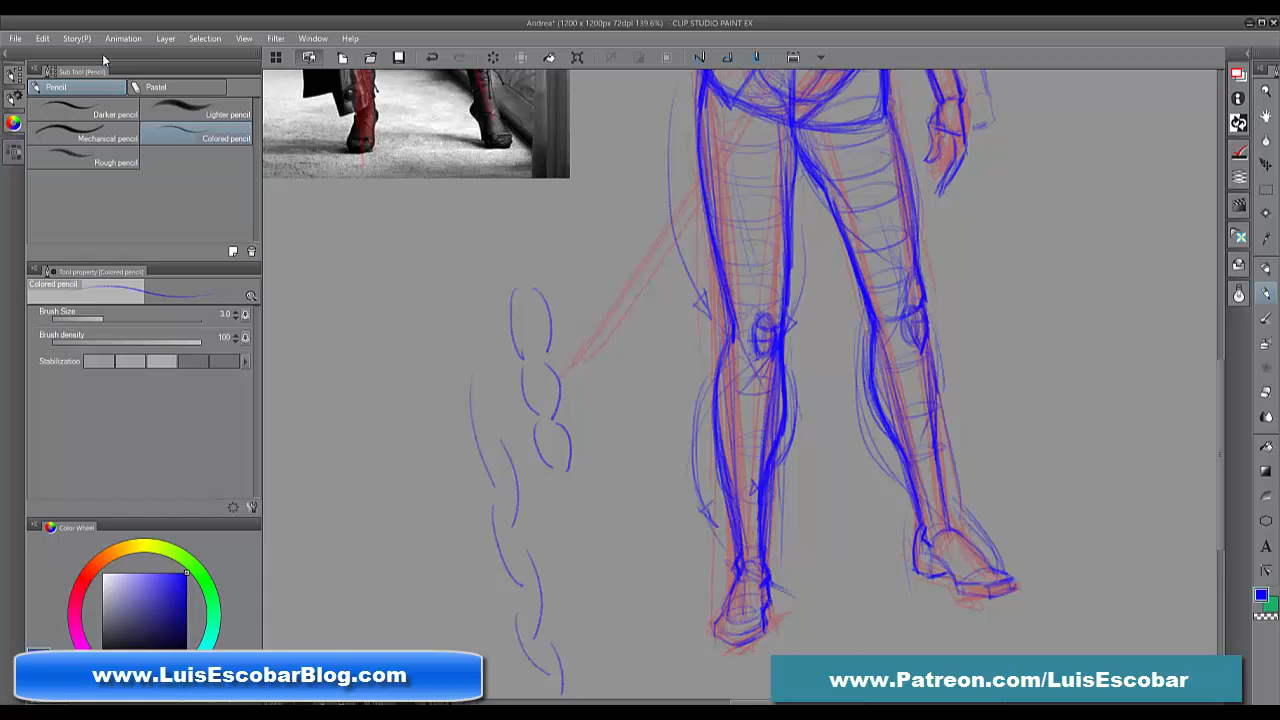 Andrea* (1200 x 1200px 72dpi 139.6%) - CLIP STUDIO PAINT EX
File Edit Story(P) Animation Layer Selection View Filter Window Help
Sub Tool [Pencil]
Pencil Pastel
Darker pencil Lighter pencil
Mechanical pencil Colored pencil
Rough pencil
Tool property [Colored pencil]
Colored pencil
Brush Size 3.0
Brush density 100
Stabilization
Color Wheel
www.LuisEscobarBlog.com
www.Patreon.com/LuisEscobar